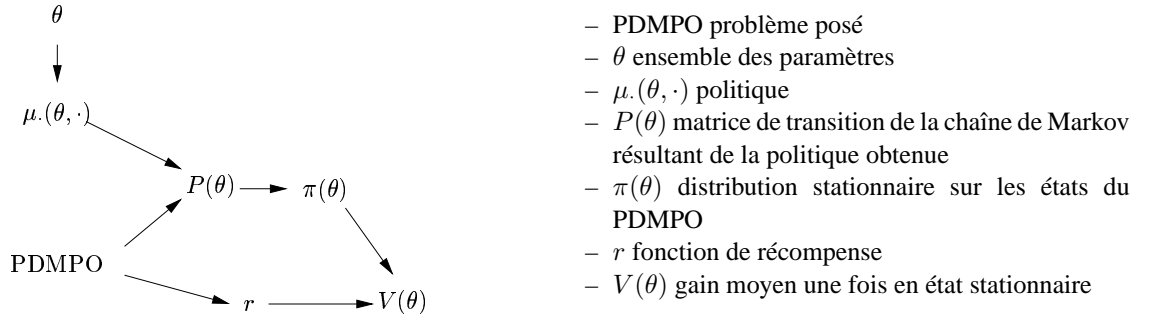 θ
μ.(θ, ·)
P(θ)
π(θ)
PDMPO
r
V(θ)
– PDMPO problème posé
– θ ensemble des paramètres
– μ.(θ, ·) politique
– P(θ) matrice de transition de la chaîne de Markov
résultant de la politique obtenue
– π(θ) distribution stationnaire sur les états du
PDMPO
– r fonction de récompense
– V(θ) gain moyen une fois en état stationnaire